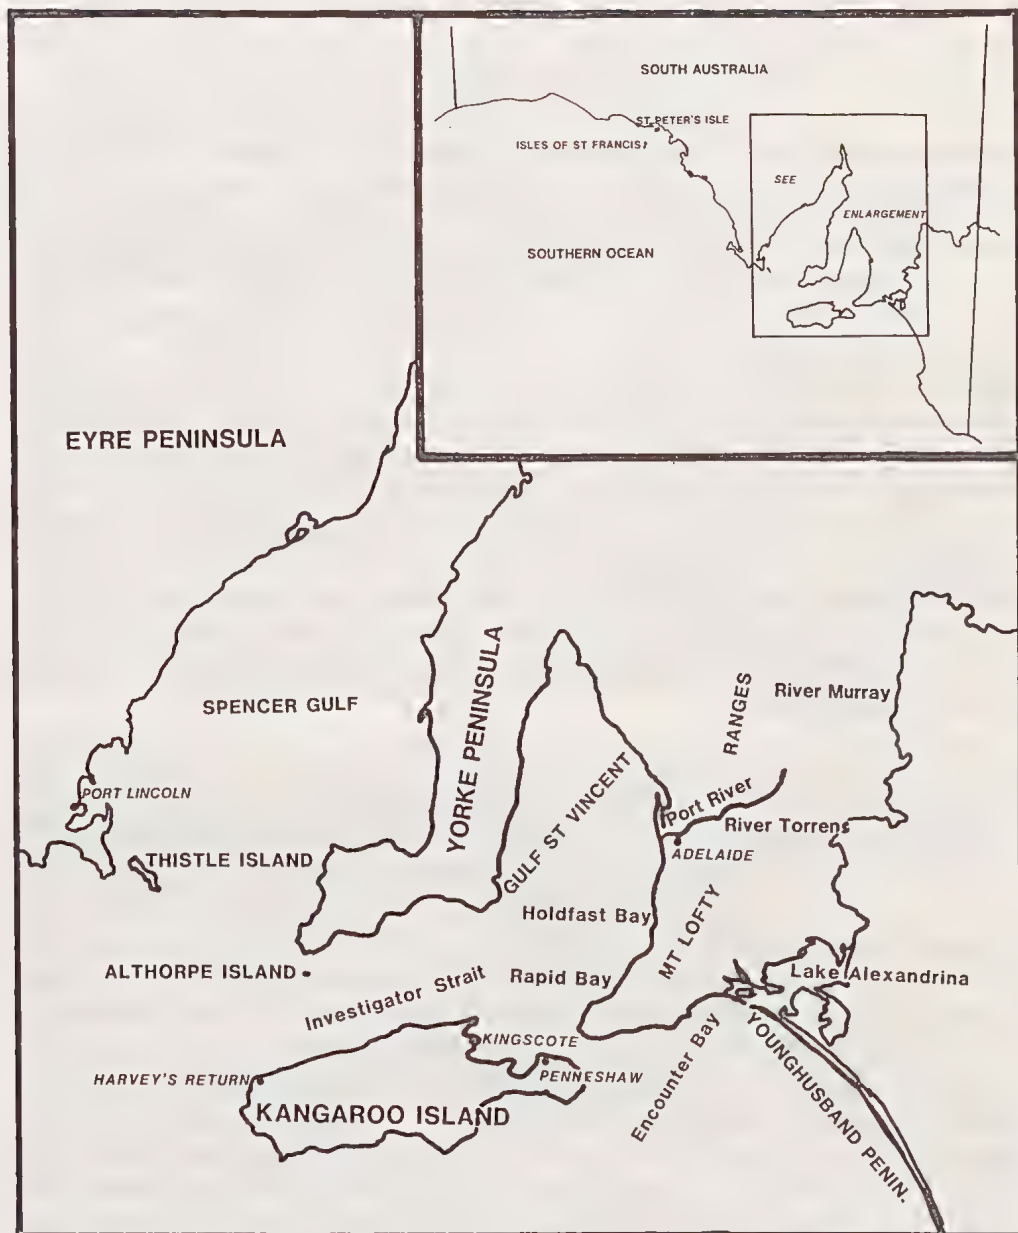 SOUTH AUSTRALIA
ST PETER'S ISLE
ISLES OF ST FRANCIS
SEE
ENLARGEMENT
SOUTHERN OCEAN
EYRE PENINSULA
SPENCER GULF
YORKE PENINSULA
GULF ST VINCENT
RANGES
River Murray
PORT LINCOLN
Port River
River Torrens
THISTLE ISLAND
ADELAIDE
Holdfast Bay
MT LOFTY
ALTHORPE ISLAND
Investigator Strait
Rapid Bay
Lake Alexandrina
KINGSCOTE
HARVEY'S RETURN
PENNESHAW
KANGAROO ISLAND
Encounter Bay
YOUNGHUSBAND PENIN.